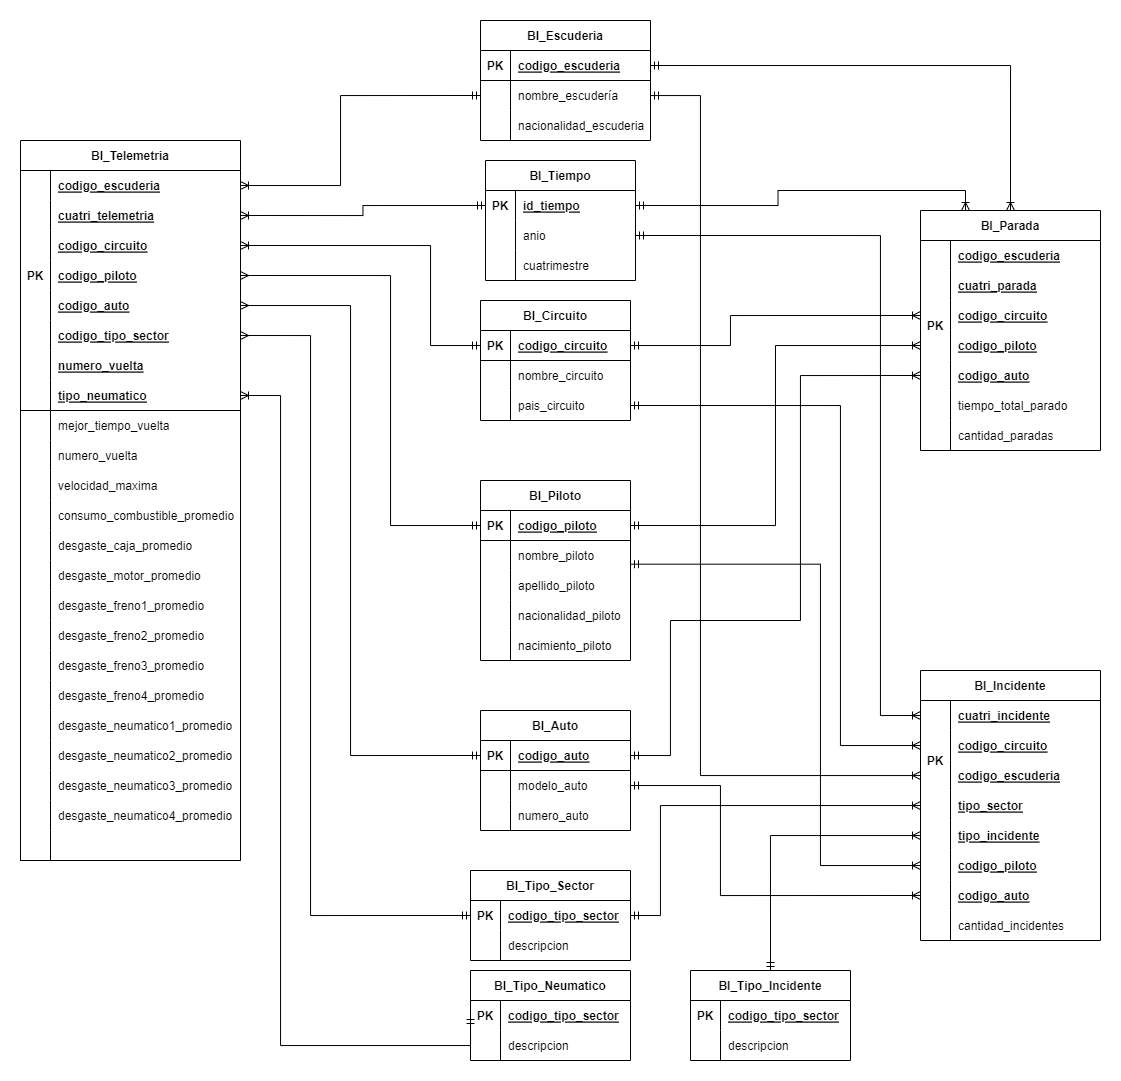 BI_Escuderia
PK codigo_escuderia
nombre_escudería
nacionalidad_escuderia
BI_Telemetria
codigo_escuderia
cuatri_telemetria
codigo_circuito
PK codigo_piloto
codigo_auto
codigo_tipo_sector
numero_vuelta
tipo_neumatico
mejor_tiempo_vuelta
numero_vuelta
velocidad_maxima
consumo_combustible_promedio
desgaste_caja_promedio
desgaste_motor_promedio
desgaste_freno1_promedio
desgaste_freno2_promedio
desgaste_freno3_promedio
desgaste_freno4_promedio
desgaste_neumatico1_promedio
desgaste_neumatico2_promedio
desgaste_neumatico3_promedio
desgaste_neumatico4_promedio
BI_Tiempo
PK id_tiempo
anio
cuatrimestre
BI_Circuito
PK codigo_circuito
nombre_circuito
pais_circuito
BI_Piloto
PK codigo_piloto
nombre_piloto
apellido_piloto
nacionalidad_piloto
nacimiento_piloto
BI_Auto
PK codigo_auto
modelo_auto
numero_auto
BI_Tipo_Sector
PK codigo_tipo_sector
descripcion
BI_Tipo_Neumatico
PK codigo_tipo_sector
descripcion
BI_Tipo_Incidente
PK codigo_tipo_sector
descripcion
BI_Parada
codigo_escuderia
cuatri_parada
codigo_circuito
PK
codigo_piloto
codigo_auto
tiempo_total_parado
cantidad_paradas
BI_Incidente
cuatri_incidente
codigo_circuito
PK
codigo_escuderia
tipo_sector
tipo_incidente
codigo_piloto
codigo_auto
cantidad_incidentes